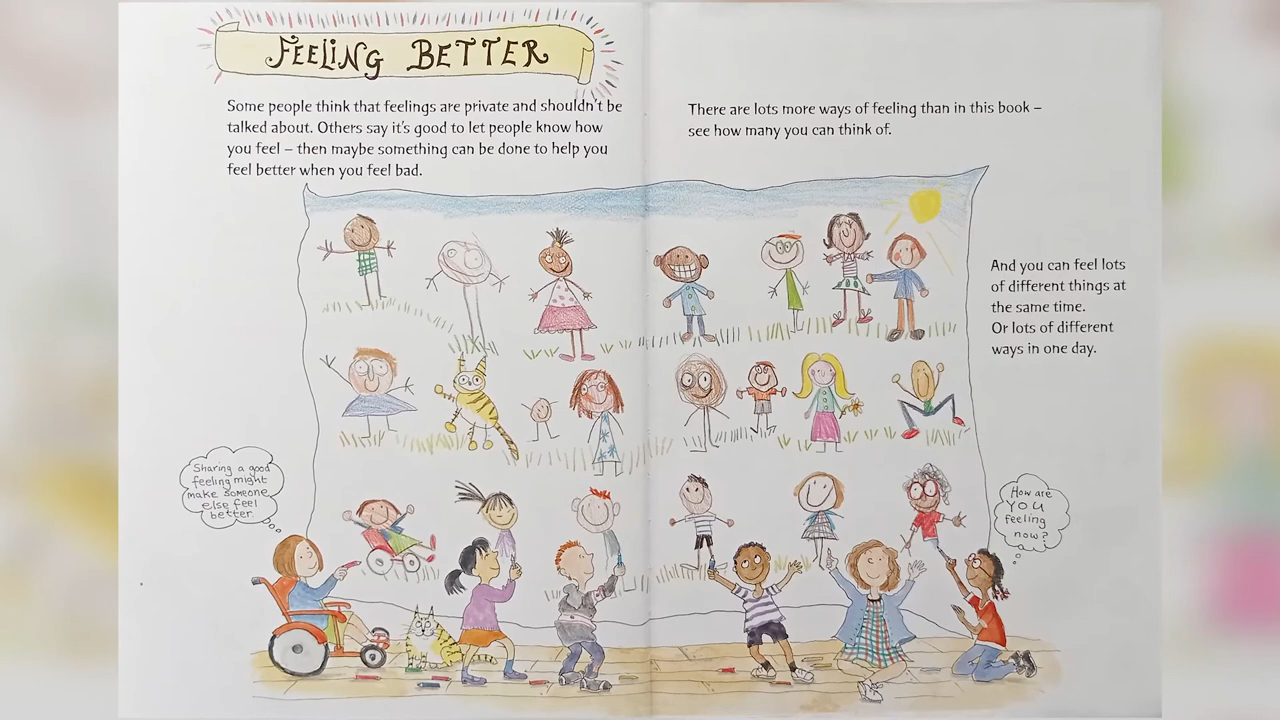 FEELING BETTER
Some people think that feelings are private and shouldn't be
talked about. Others say it's good to let people know how
you feel – then maybe something can be done to help you
feel better when you feel bad.
There are lots more ways of feeling than in this book –
see how many you can think of.
And you can feel lots
of different things at
the same time.
Or lots of different
ways in one day.
Sharing a good
feeling might
make someone
else feel
better.
How are
YOU
feeling
now?